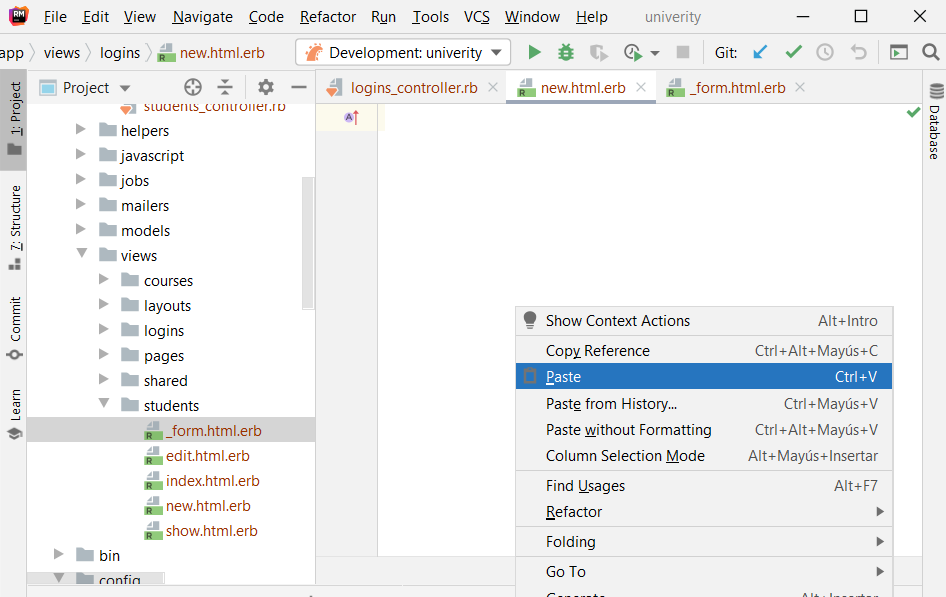 RM File Edit View Navigate Code Refactor Run Tools VCS Window Help univerity
app views logins new.html.erb Development: univerity Git:
1: Project Project logins_controller.rb new.html.erb _form.html.erb Database
students_controller.rb
helpers
javascript
jobs
mailers
7: Structure
models
views
courses
layouts
Commit
logins
pages
shared
Learn
students
_form.html.erb
edit.html.erb
index.html.erb
new.html.erb
show.html.erb
bin
config
Show Context Actions Alt+Intro
Copy Reference Ctrl+Alt+Mayús+C
Paste Ctrl+V
Paste from History... Ctrl+Mayús+V
Paste without Formatting Ctrl+Alt+Mayús+V
Column Selection Mode Alt+Mayús+Insertar
Find Usages Alt+F7
Refactor
Folding
Go To
Generate... Alt+Insertar